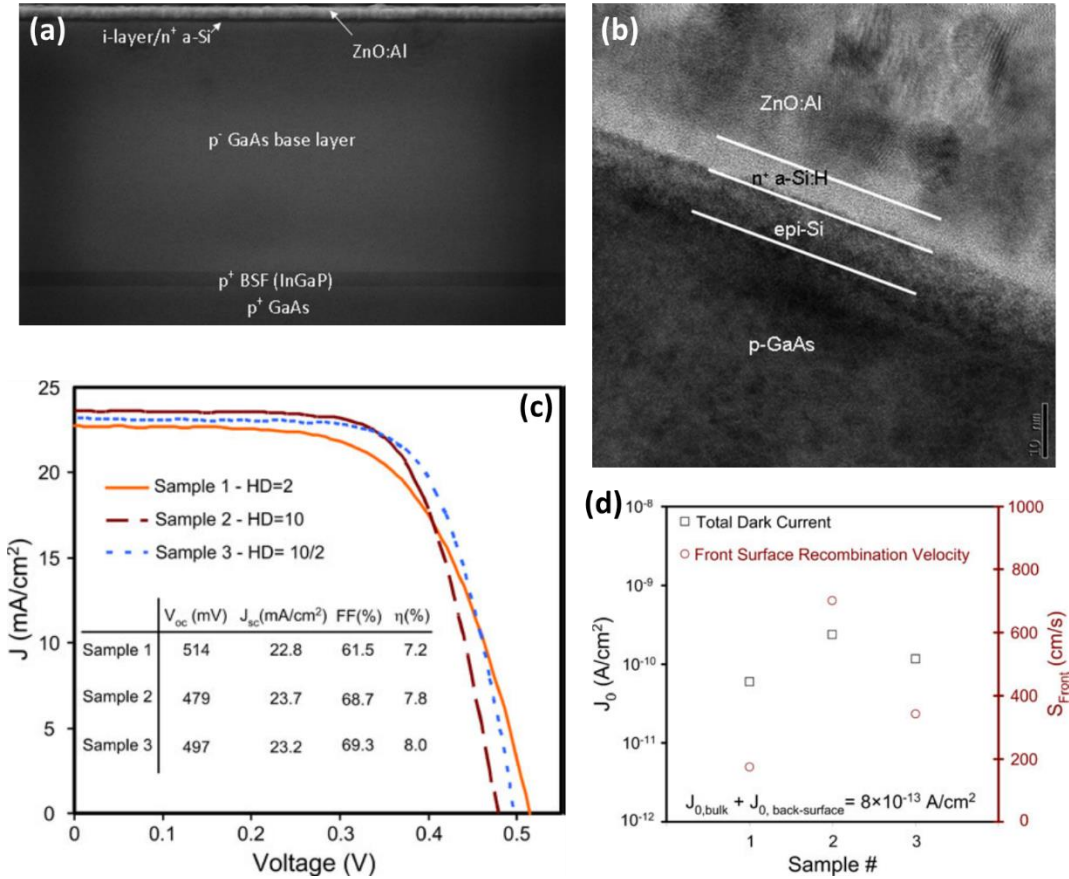 (a)
i-layer/n⁺ a-Si
ZnO:Al
p⁻ GaAs base layer
p⁺ BSF (InGaP)
p⁺ GaAs
(b)
ZnO:Al
n⁺ a-Si:H
epi-Si
p-GaAs
10 nm
(c)
25
20
15
10
5
0
J (mA/cm²)
Sample 1 - HD=2
Sample 2 - HD=10
Sample 3 - HD= 10/2
Voc (mV) Jsc(mA/cm²) FF(%) η(%)
Sample 1 514 22.8 61.5 7.2
Sample 2 479 23.7 68.7 7.8
Sample 3 497 23.2 69.3 8.0
0 0.1 0.2 0.3 0.4 0.5
Voltage (V)
(d)
10⁻⁸
10⁻⁹
10⁻¹⁰
10⁻¹¹
10⁻¹²
J₀ (A/cm²)
Total Dark Current
Front Surface Recombination Velocity
1000
800
600
400
200
0
S_Front (cm/s)
J₀,bulk + J₀, back-surface = 8×10⁻¹³ A/cm²
1 2 3
Sample #